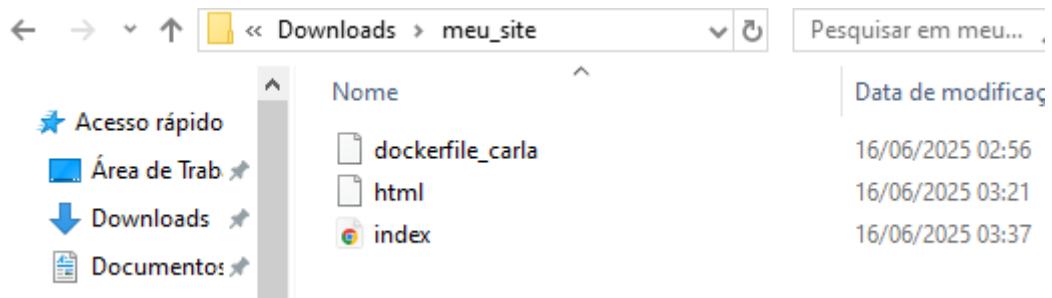 « Downloads > meu_site
Pesquisar em meu...
Nome
Data de modificaç
Acesso rápido
Área de Trab
Downloads
Documentos
dockerfile_carla
16/06/2025 02:56
html
16/06/2025 03:21
index
16/06/2025 03:37